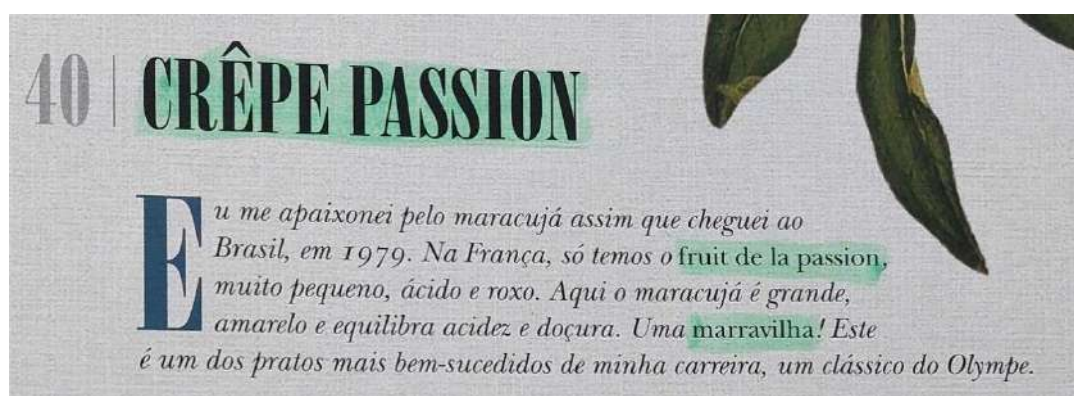 40 | CRÊPE PASSION
Eu me apaixonei pelo maracujá assim que cheguei ao
Brasil, em 1979. Na França, só temos o fruit de la passion,
muito pequeno, ácido e roxo. Aqui o maracujá é grande,
amarelo e equilibra acidez e doçura. Uma marravilha! Este
é um dos pratos mais bem-sucedidos de minha carreira, um clássico do Olympe.